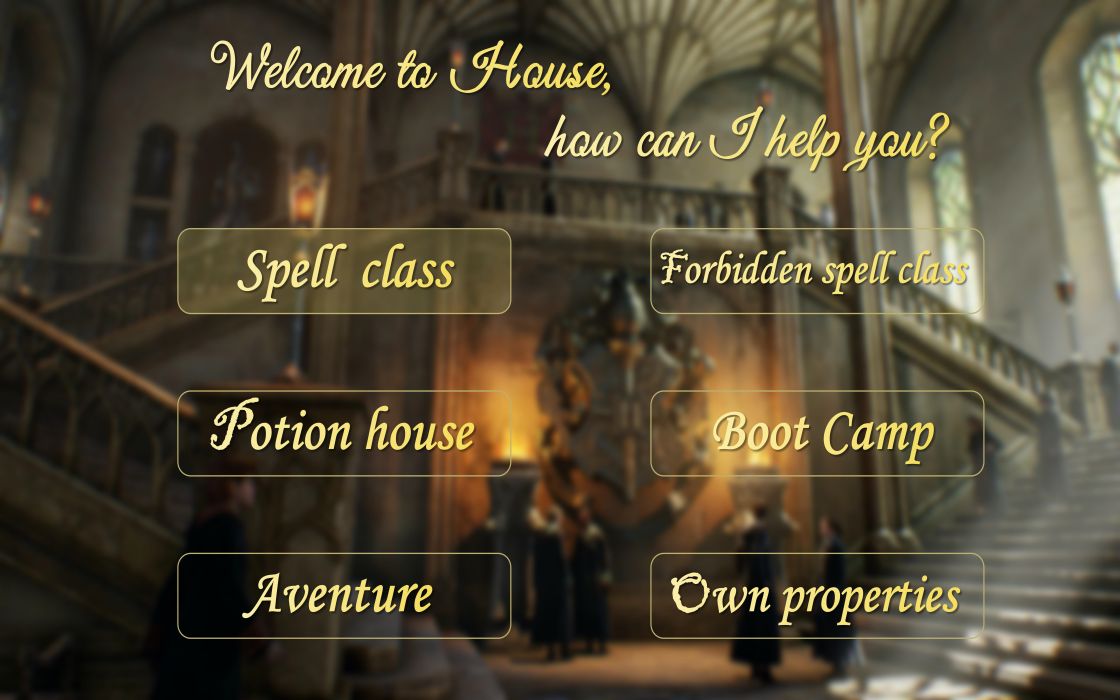 Welcome to House,
how can I help you?
Spell class
Forbidden spell class
Potion house
Boot Camp
Aventure
Own properties